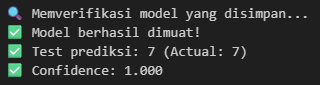 🔍 Memverifikasi model yang disimpan...
✅ Model berhasil dimuat!
✅ Test prediksi: 7 (Actual: 7)
✅ Confidence: 1.000